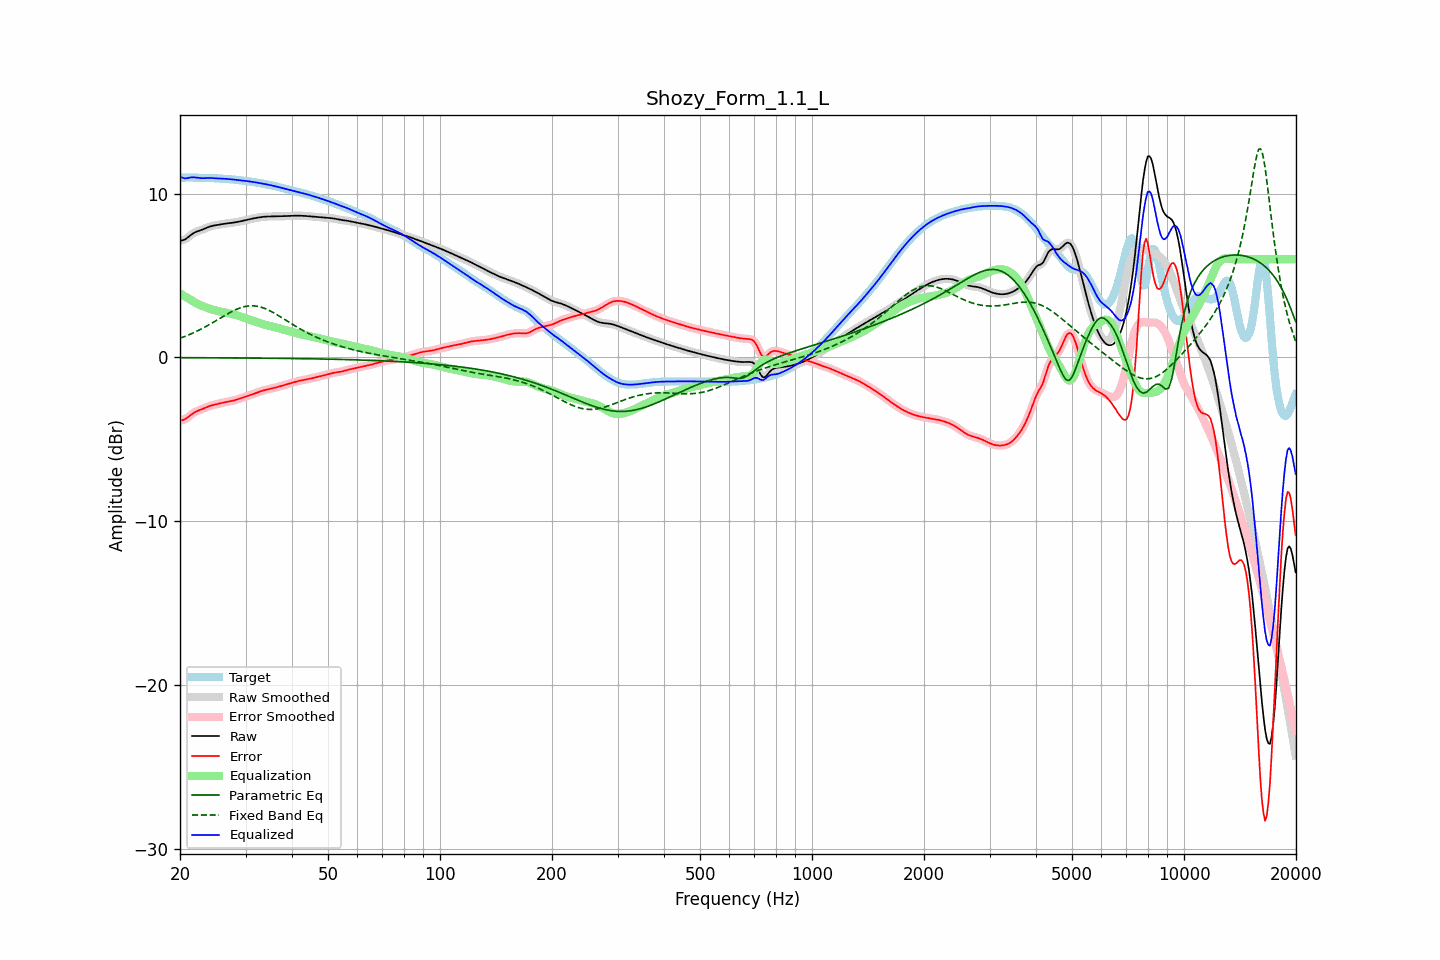 Shozy_Form_1.1_L
Amplitude (dBr)
10
0
−10
−20
−30
Target
Raw Smoothed
Error Smoothed
Raw
Error
Equalization
Parametric Eq
Fixed Band Eq
Equalized
20 50 100 200 500 1000 2000 5000 10000 20000
Frequency (Hz)